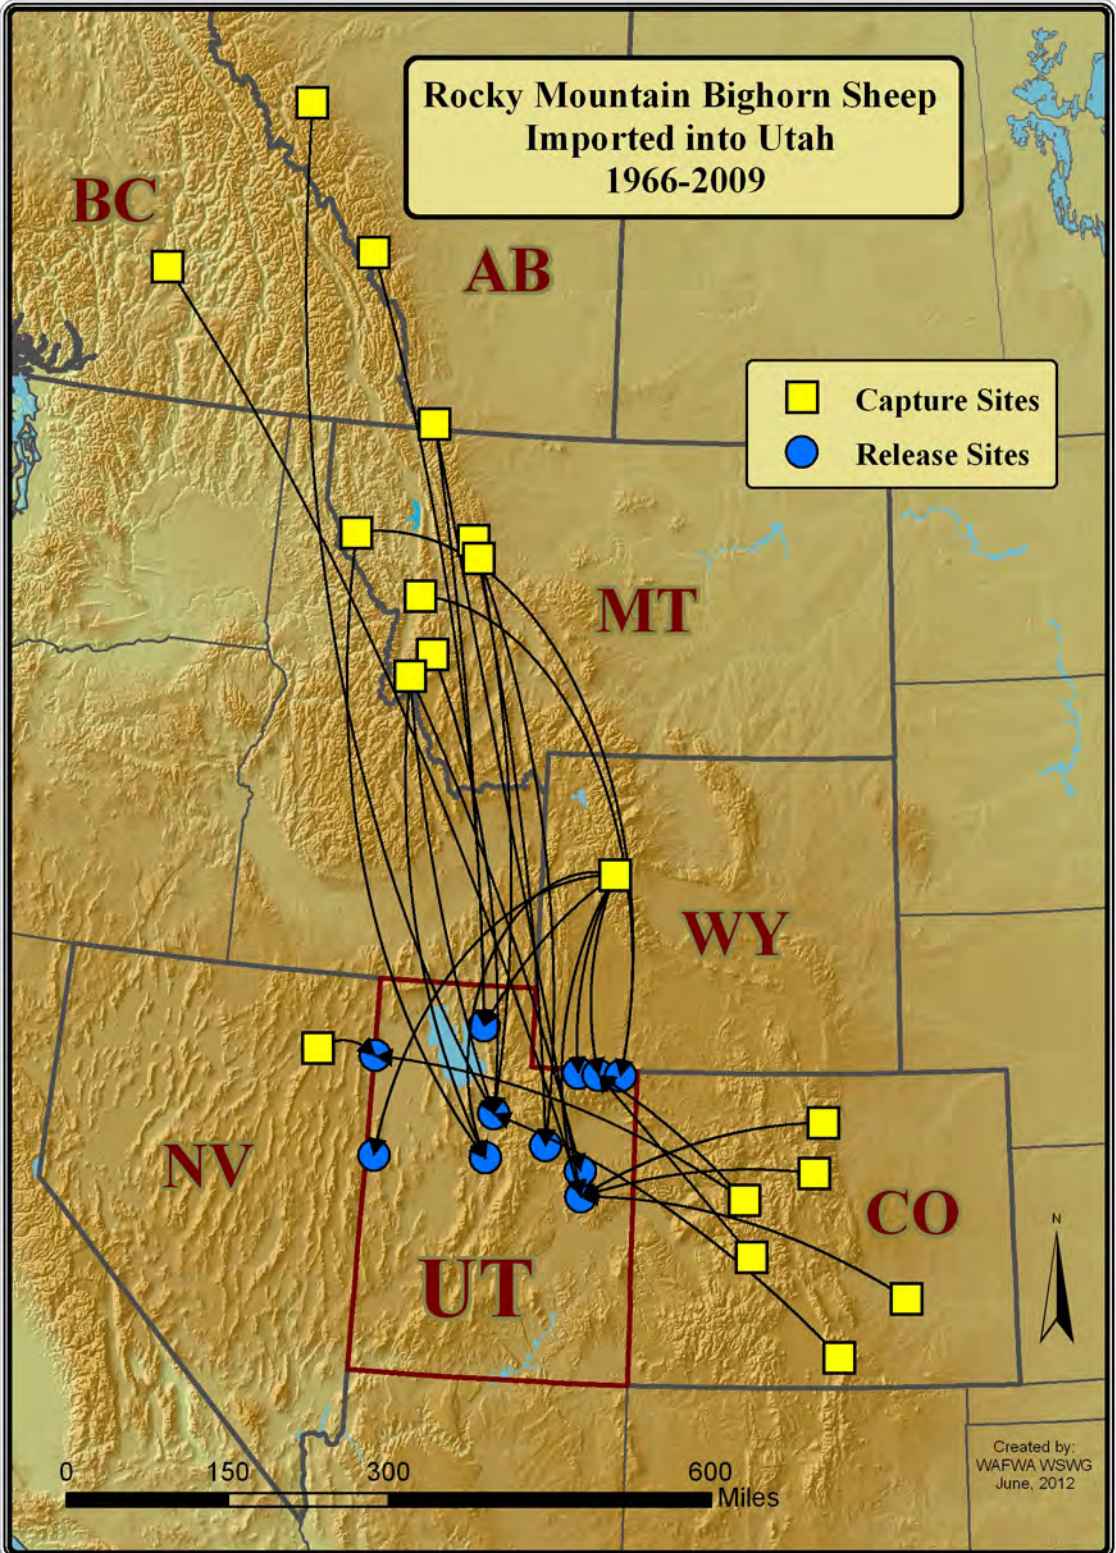 Rocky Mountain Bighorn Sheep
Imported into Utah
1966-2009
BC
AB
Capture Sites
Release Sites
MT
WY
NV
CO
UT
N
0 150 300 600
Miles
Created by:
WAFWA WSWG
June, 2012